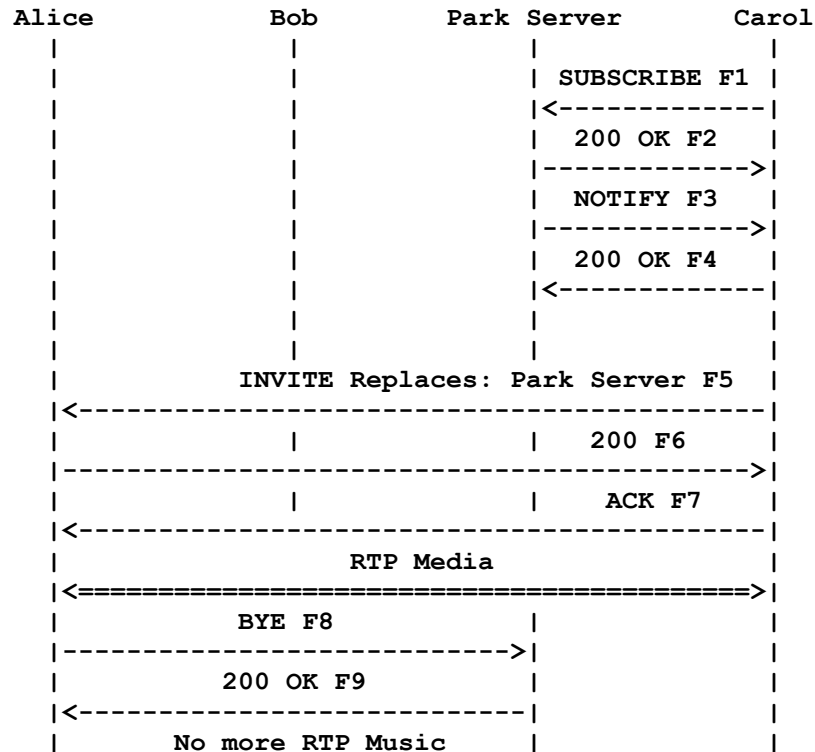 Alice Bob Park Server Carol
SUBSCRIBE F1
200 OK F2
NOTIFY F3
200 OK F4
INVITE Replaces: Park Server F5
200 F6
ACK F7
RTP Media
BYE F8
200 OK F9
No more RTP Music